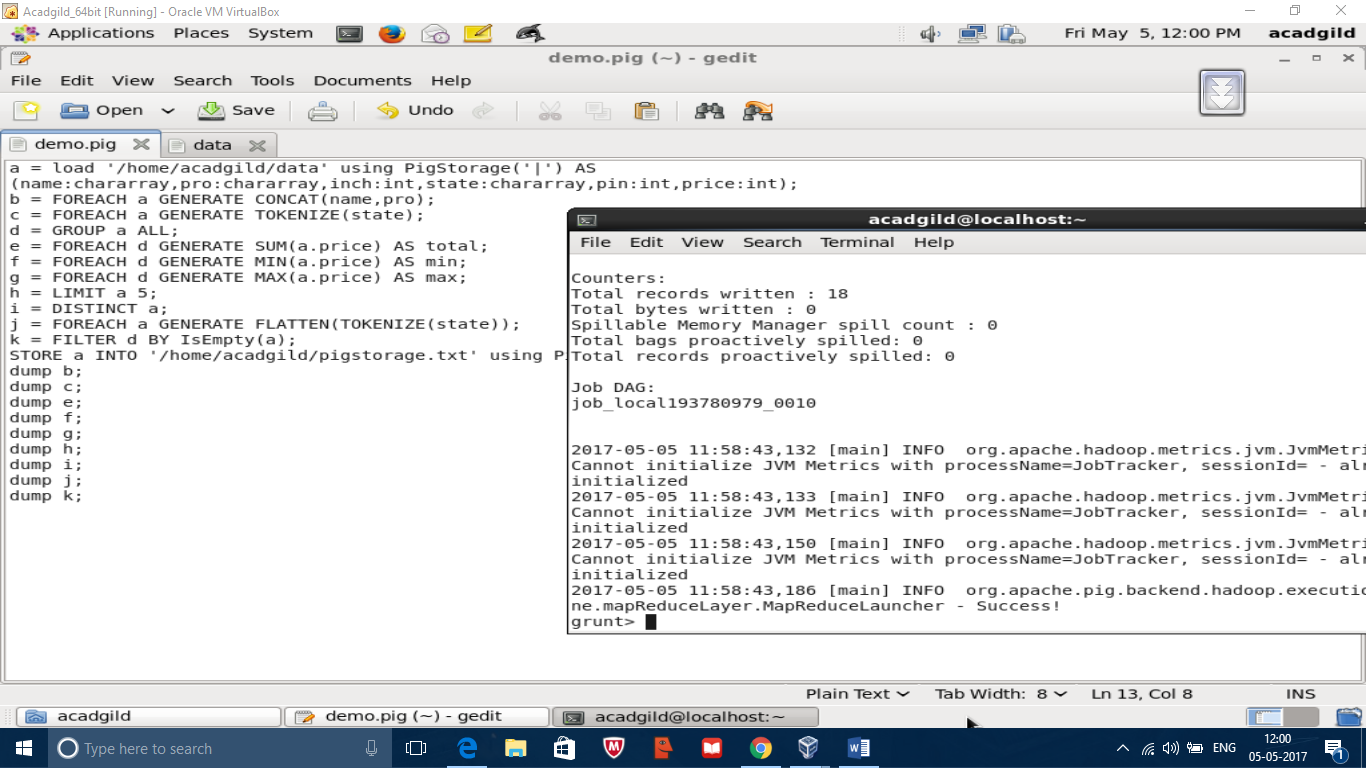 Acadgild_64bit [Running] - Oracle VM VirtualBox
Applications Places System Fri May 5, 12:00 PM acadgild
demo.pig (~) - gedit
File Edit View Search Tools Documents Help
Open Save Undo
demo.pig data
a = load '/home/acadgild/data' using PigStorage('|') AS
(name:chararray,pro:chararray,inch:int,state:chararray,pin:int,price:int);
b = FOREACH a GENERATE CONCAT(name,pro);
c = FOREACH a GENERATE TOKENIZE(state);
d = GROUP a ALL;
e = FOREACH d GENERATE SUM(a.price) AS total;
f = FOREACH d GENERATE MIN(a.price) AS min;
g = FOREACH d GENERATE MAX(a.price) AS max;
h = LIMIT a 5;
i = DISTINCT a;
j = FOREACH a GENERATE FLATTEN(TOKENIZE(state));
k = FILTER d BY IsEmpty(a);
STORE a INTO '/home/acadgild/pigstorage.txt' using P
dump b;
dump c;
dump e;
dump f;
dump g;
dump h;
dump i;
dump j;
dump k;
acadgild@localhost:~
File Edit View Search Terminal Help
Counters:
Total records written : 18
Total bytes written : 0
Spillable Memory Manager spill count : 0
Total bags proactively spilled: 0
Total records proactively spilled: 0
Job DAG:
job_local193780979_0010
2017-05-05 11:58:43,132 [main] INFO  org.apache.hadoop.metrics.jvm.JvmMetri
Cannot initialize JVM Metrics with processName=JobTracker, sessionId= - alr
initialized
2017-05-05 11:58:43,133 [main] INFO  org.apache.hadoop.metrics.jvm.JvmMetri
Cannot initialize JVM Metrics with processName=JobTracker, sessionId= - alr
initialized
2017-05-05 11:58:43,150 [main] INFO  org.apache.hadoop.metrics.jvm.JvmMetri
Cannot initialize JVM Metrics with processName=JobTracker, sessionId= - alr
initialized
2017-05-05 11:58:43,186 [main] INFO  org.apache.pig.backend.hadoop.executio
ne.mapReduceLayer.MapReduceLauncher - Success!
grunt>
Plain Text Tab Width: 8 Ln 13, Col 8 INS
acadgild demo.pig (~) - gedit acadgild@localhost:~
Type here to search ENG 12:00
05-05-2017 1